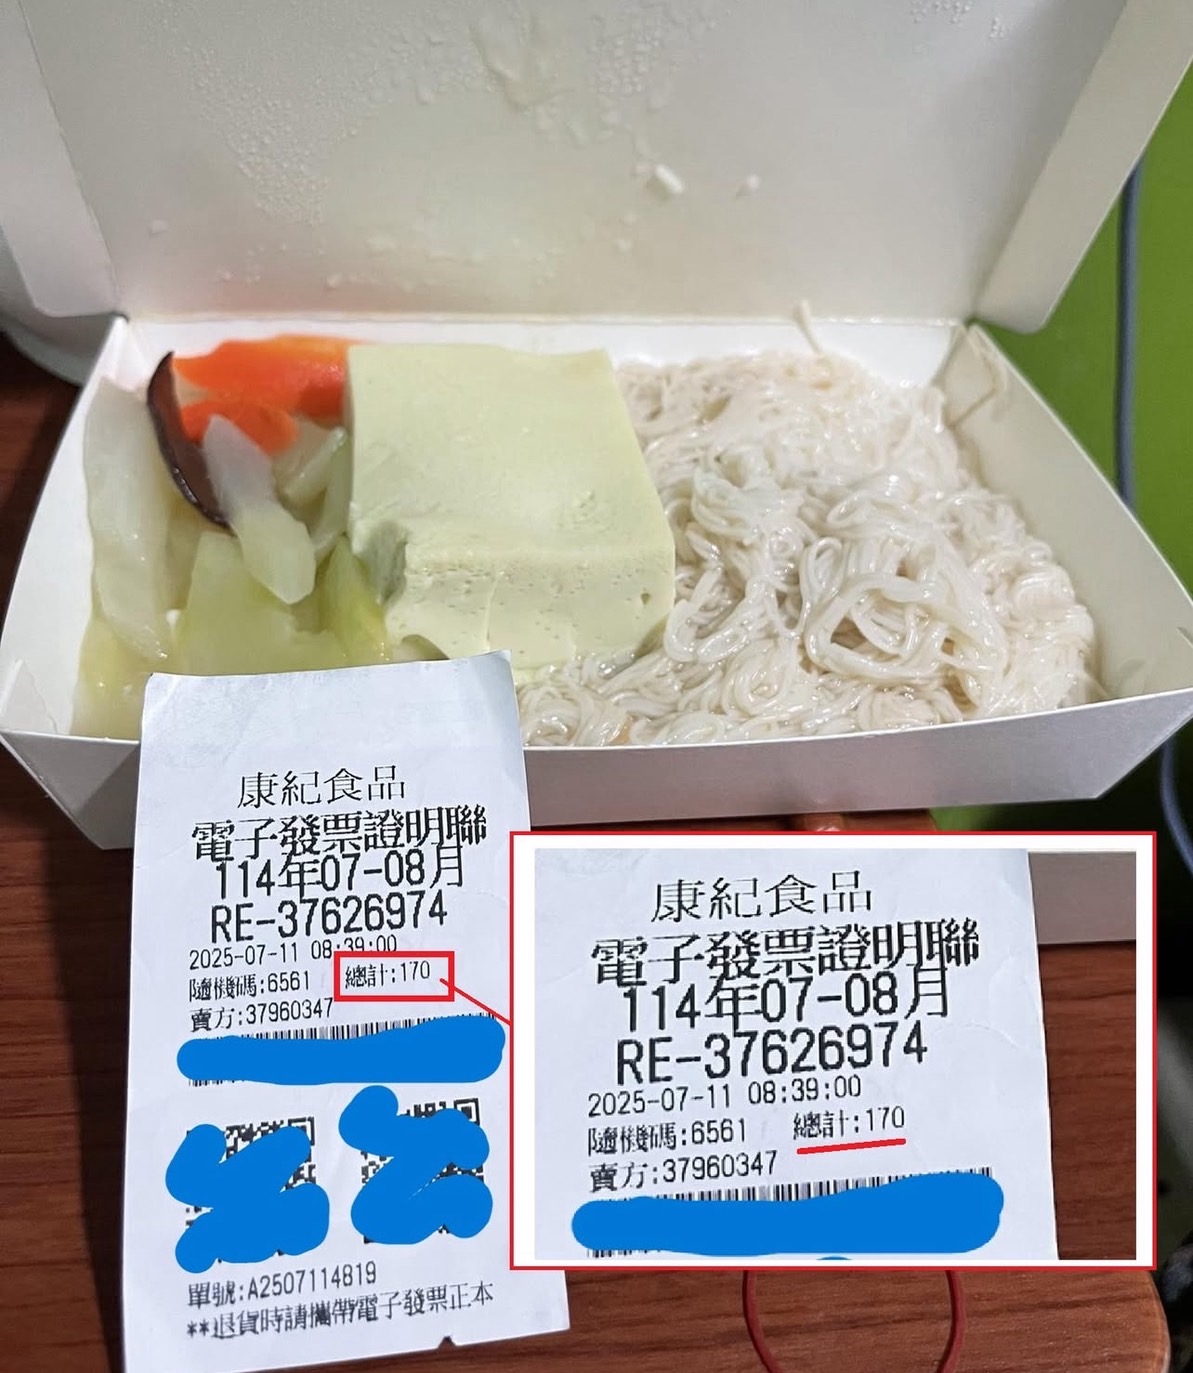 康紀食品
電子發票證明聯
114年07-08月
RE-37626974
2025-07-11 08:39:00
隨機碼:6561 總計:170
賣方:37960347
單號:A2507114819
**退貨時請攜帶電子發票正本
康紀食品
電子發票證明聯
114年07-08月
RE-37626974
2025-07-11 08:39:00
隨機碼:6561 總計:170
賣方:37960347